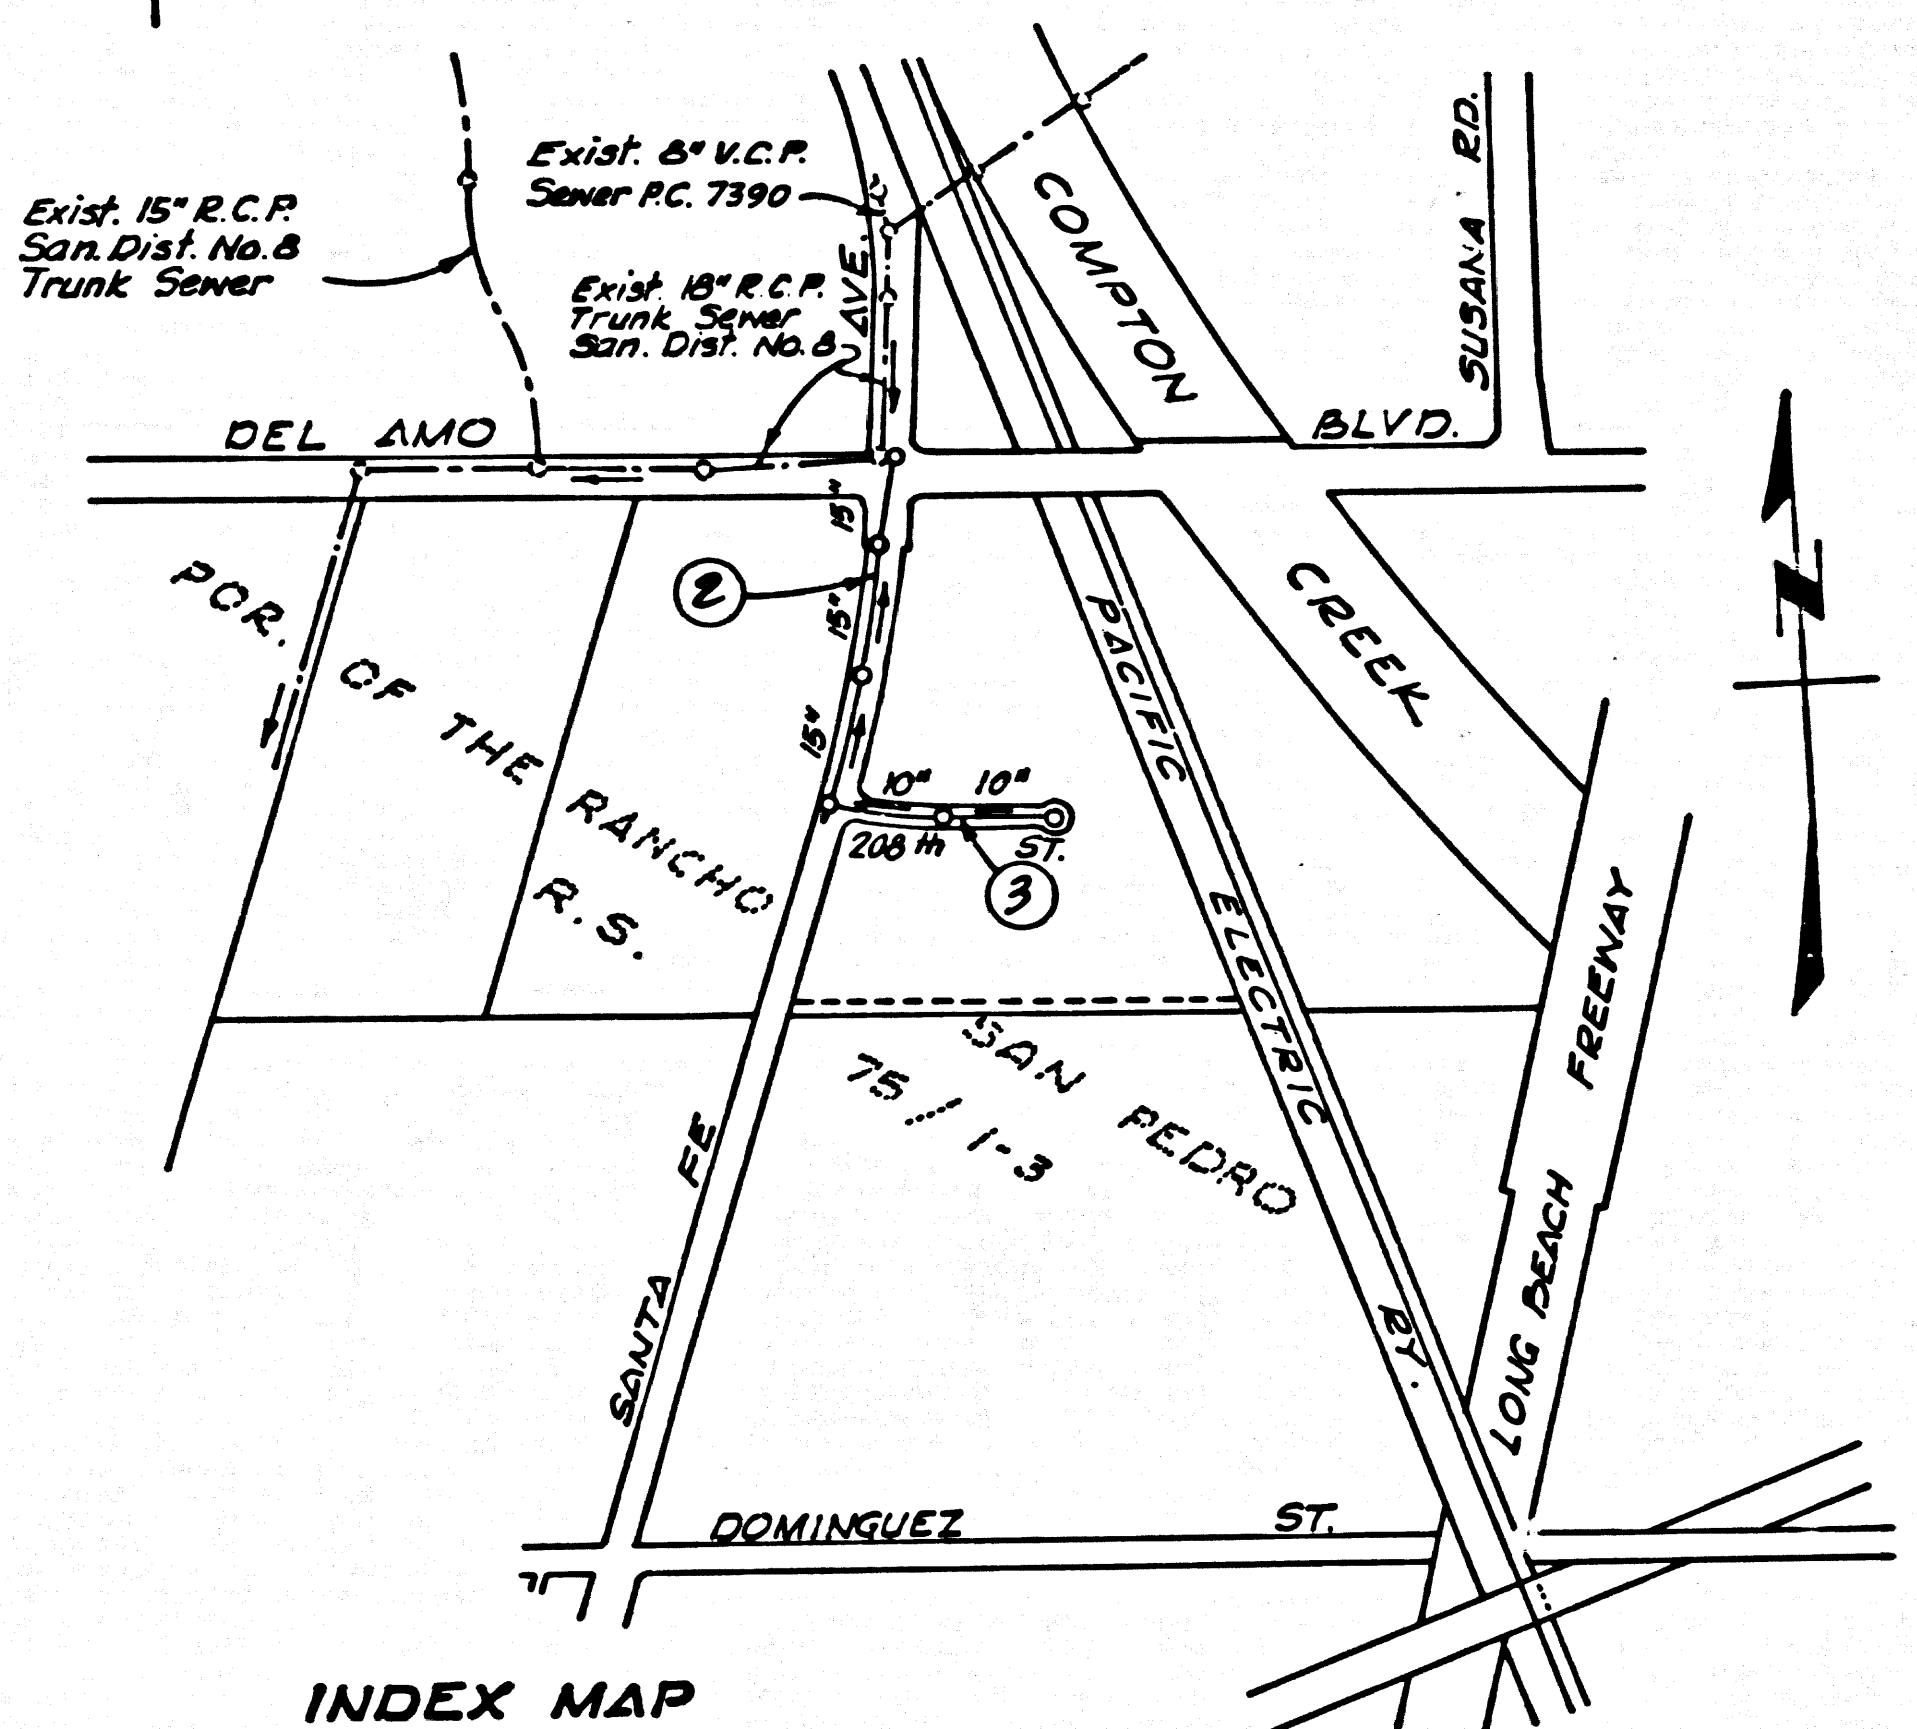 Exist. 8" V.C.P.
Sewer P.C. 7390
Exist. 15" R.C.P.
San. Dist. No. 8
Trunk Sewer
Exist. 18" R.C.P.
Trunk Sewer
San. Dist. No. 8
AVE.
COMPTON
SUSANA RD.
DEL AMO
BLVD.
15"
2
15"
N
POR. OF THE RANCHO
PACIFIC
CREEK
15"
10" 10"
208 th ST.
3
R.S.
ELECTRIC
FREEWAY
SAN PEDRO
75 / 1-3
FE
SANTA
RY.
LONG BEACH
DOMINGUEZ ST.
INDEX MAP